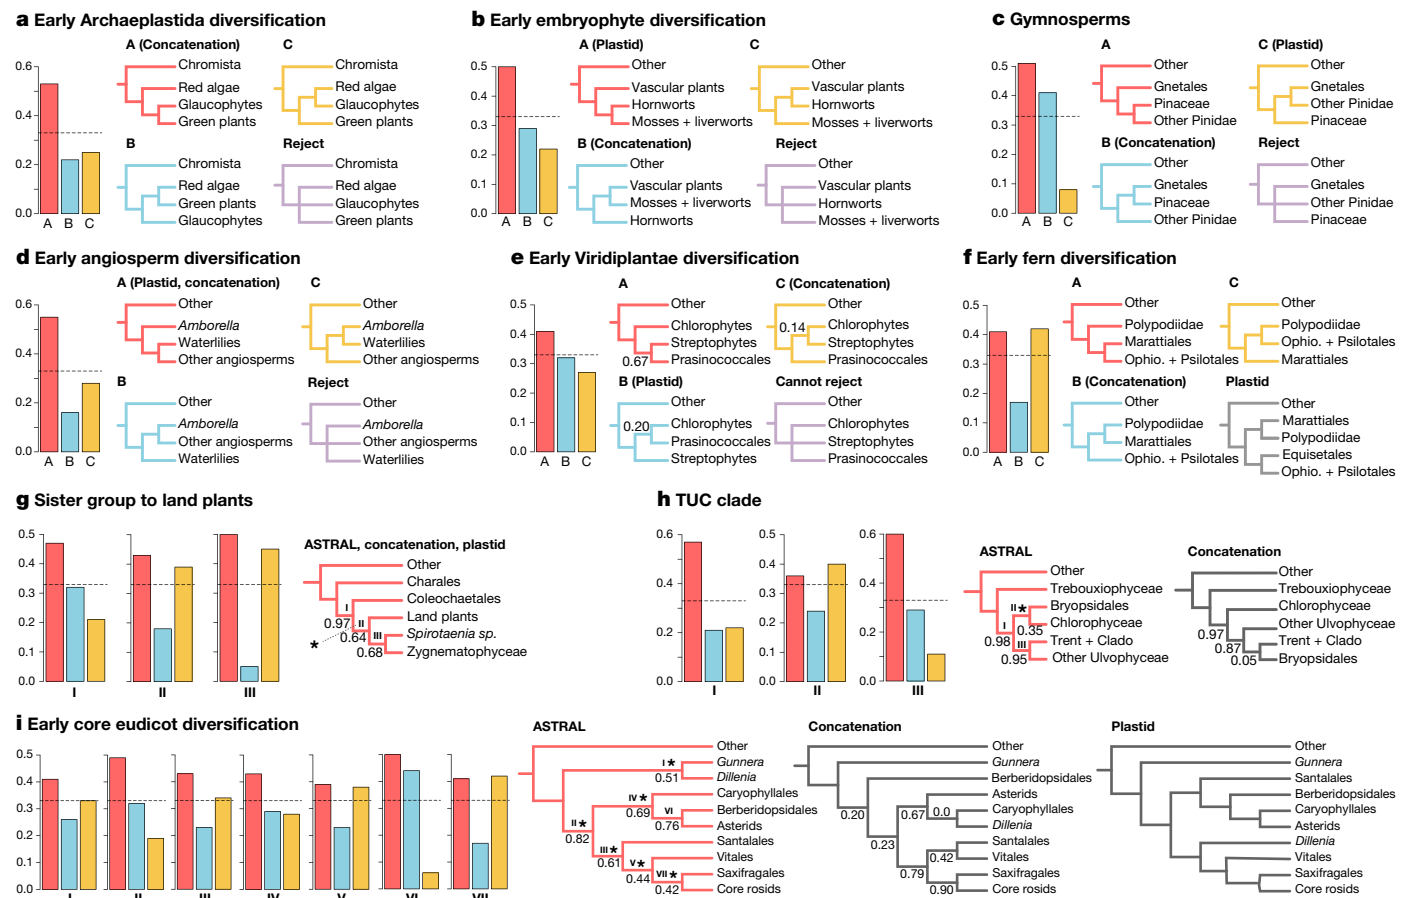 a Early Archaeplastida diversification
A (Concatenation)
C
0.6
0.4
0.2
0.0
A B C
Chromista
Red algae
Glaucophytes
Green plants
Chromista
Red algae
Glaucophytes
Green plants
B
Reject
Chromista
Red algae
Green plants
Glaucophytes
Chromista
Red algae
Glaucophytes
Green plants
b Early embryophyte diversification
A (Plastid)
C
0.5
0.4
0.3
0.2
0.1
0.0
A B C
Other
Vascular plants
Hornworts
Mosses + liverworts
Other
Vascular plants
Hornworts
Mosses + liverworts
B (Concatenation)
Reject
Other
Vascular plants
Mosses + liverworts
Hornworts
Other
Vascular plants
Hornworts
Mosses + liverworts
c Gymnosperms
A
C (Plastid)
0.5
0.4
0.3
0.2
0.1
0.0
A B C
Other
Gnetales
Pinaceae
Other Pinidae
Other
Gnetales
Other Pinidae
Pinaceae
B (Concatenation)
Reject
Other
Gnetales
Pinaceae
Other Pinidae
Other
Gnetales
Other Pinidae
Pinaceae
d Early angiosperm diversification
A (Plastid, concatenation)
C
0.6
0.4
0.2
0.0
A B C
Other
Amborella
Waterlilies
Other angiosperms
Other
Amborella
Waterlilies
Other angiosperms
B
Reject
Other
Amborella
Other angiosperms
Waterlilies
Other
Amborella
Other angiosperms
Waterlilies
e Early Viridiplantae diversification
A
C (Concatenation)
0.5
0.4
0.3
0.2
0.1
0.0
A B C
Other
Chlorophytes
Streptophytes
Prasinococcales
0.67
Other
0.14
Chlorophytes
Streptophytes
Prasinococcales
B (Plastid)
Cannot reject
Other
0.20
Chlorophytes
Prasinococcales
Streptophytes
Other
Chlorophytes
Streptophytes
Prasinococcales
f Early fern diversification
A
C
0.5
0.4
0.3
0.2
0.1
0.0
A B C
Other
Polypodiidae
Marattiales
Ophio. + Psilotales
Other
Polypodiidae
Ophio. + Psilotales
Marattiales
B (Concatenation)
Plastid
Other
Polypodiidae
Marattiales
Ophio. + Psilotales
Other
Marattiales
Polypodiidae
Equisetales
Ophio. + Psilotales
g Sister group to land plants
0.5
0.4
0.3
0.2
0.1
0.0
I
II
III
ASTRAL, concatenation, plastid
Other
Charales
Coleochaetales
I
Land plants
0.97
II
Spirotaenia sp.
0.64
III
*
Zygnematophyceae
0.68
h TUC clade
0.6
0.4
0.2
0.0
I
0.5
0.4
0.3
0.2
0.1
0.0
II
0.6
0.4
0.2
0.0
III
ASTRAL
Other
Trebouxiophyceae
II *
Bryopsidales
I
0.35
Chlorophyceae
0.98
III
Trent + Clado
0.95
Other Ulvophyceae
Concatenation
Other
Trebouxiophyceae
Chlorophyceae
0.97
Other Ulvophyceae
0.87
Trent + Clado
0.05
Bryopsidales
i Early core eudicot diversification
0.5
0.4
0.3
0.2
0.1
0.0
I
II
III
IV
V
VI
VII
ASTRAL
Other
I *
Gunnera
0.51
Dillenia
IV *
Caryophyllales
0.69
VI
Berberidopsidales
0.76
Asterids
II *
0.82
Santalales
III *
0.61
V *
Vitales
0.44
VII *
Saxifragales
0.42
Core rosids
Concatenation
Other
Gunnera
Berberidopsidales
0.20
Asterids
0.67
0.0
Caryophyllales
Dillenia
0.23
Santalales
0.42
Vitales
0.79
Saxifragales
0.90
Core rosids
Plastid
Other
Gunnera
Santalales
Berberidopsidales
Caryophyllales
Asterids
Dillenia
Vitales
Saxifragales
Core rosids